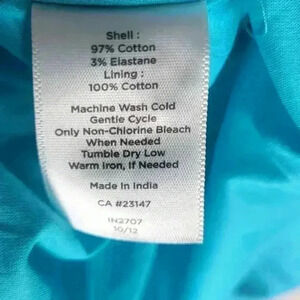 Shell :
97% Cotton
3% Elastane
Lining :
100% Cotton
Machine Wash Cold
Gentle Cycle
Only Non-Chlorine Bleach
When Needed
Tumble Dry Low
Warm Iron, If Needed
Made In India
CA #23147
IN2707
10/12